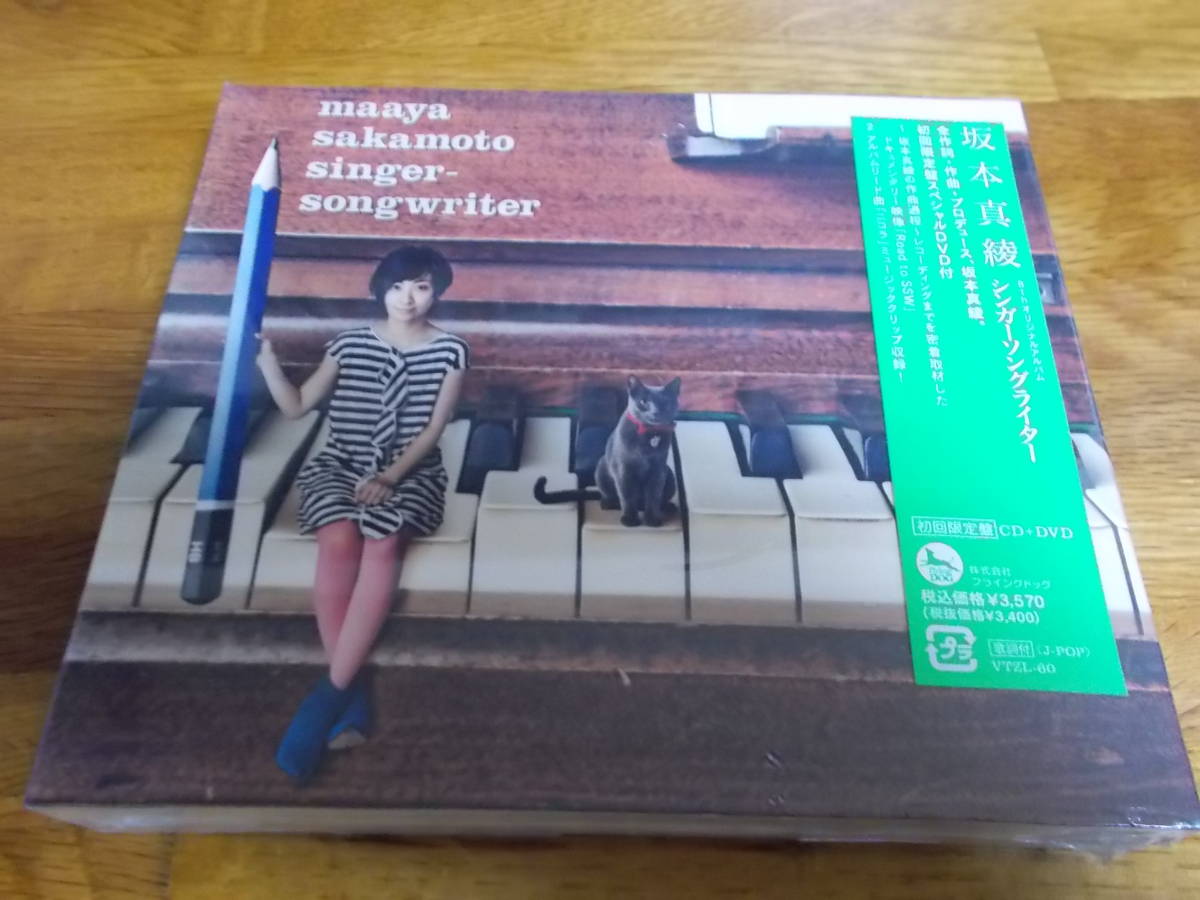 maaya
sakamoto
singer-
songwriter
坂本真綾
8thオリジナルアルバム
シンガーソングライター
全作詞・作曲・プロデュース、坂本真綾。
初回限定盤スペシャルDVD付
~坂本真綾の作曲過程~レコーディングまでを密着取材した
ドキュメンタリー映像「Road to SSW」
2 アルバムリード曲「ニコラ」ミュージッククリップ収録!
初回限定盤 CD+DVD
DOG
株式会社
フライングドッグ
税込価格¥3,570
(税抜価格¥3,400)
プラ
歌詞付 (J-POP)
VTZL-60
HB